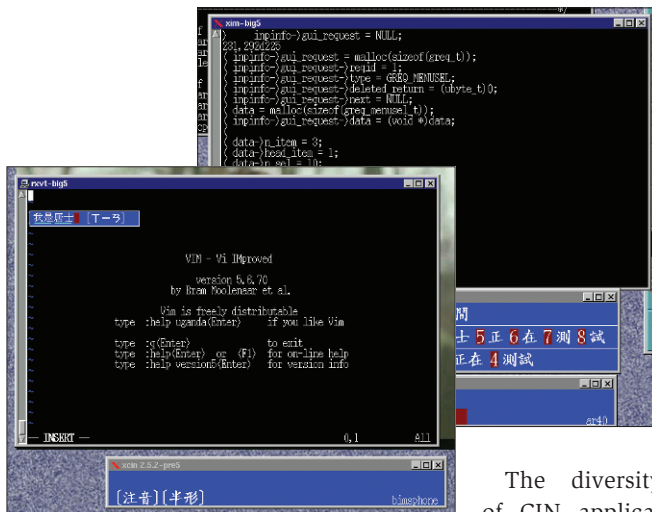 xim-big5
}     inpinfo->gui_request = NULL;
231,292d225
< inpinfo->gui_request = malloc(sizeof(greq_t));
< inpinfo->gui_request->reqid = 1;
< inpinfo->gui_request->type = GREQ_MENUSEL;
< inpinfo->gui_request->deleted_return = (ubyte_t)0;
< inpinfo->gui_request->next = NULL;
< data = malloc(sizeof(greq_menusel_t));
< inpinfo->gui_request->data = (void *)data;
<
< data->n_item = 3;
< data->head_item = 1;
< data->n_sel = 10;
rxvt-big5
我是居士
VIM - Vi IMproved
version 5.6.70
by Bram Moolenaar et al.
Vim is freely distributable
type :help uganda<Enter> if you like Vim
type :q<Enter> to exit
type :help<Enter> or <F1> for on-line help
type :help version5<Enter> for version info
-- INSERT -- 0,1 All
士 5 正 6 在 7 測 8 試
正在 4 測試
ar4()
xcin 2.5.2-pre5
[注音][半形] bimsphone
The diversity
of CIN applica